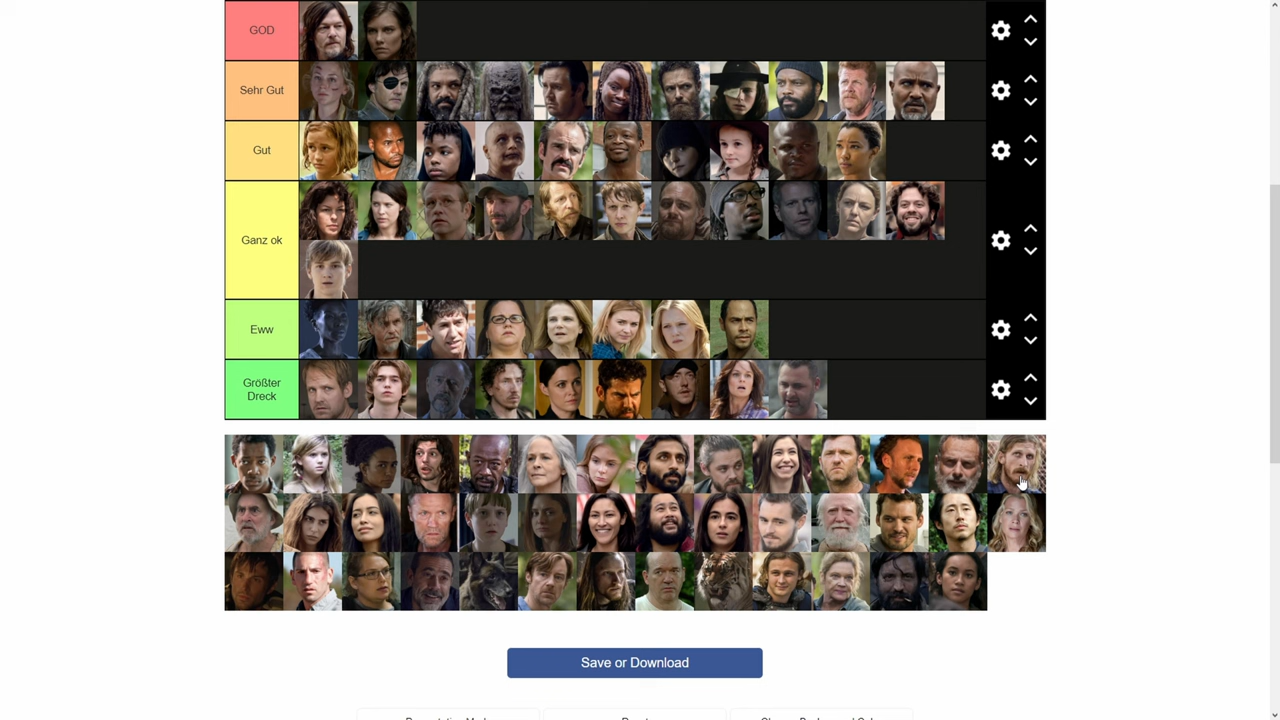 GOD
Sehr Gut
Gut
Ganz ok
Eww
Größter
Dreck
Save or Download